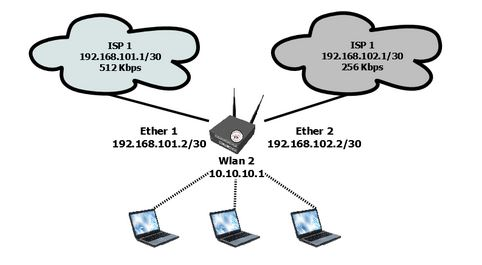 ISP 1
192.168.101.1/30
512 Kbps
ISP 1
192.168.102.1/30
256 Kbps
Ether 1
192.168.101.2/30
Ether 2
192.168.102.2/30
Wlan 2
10.10.10.1